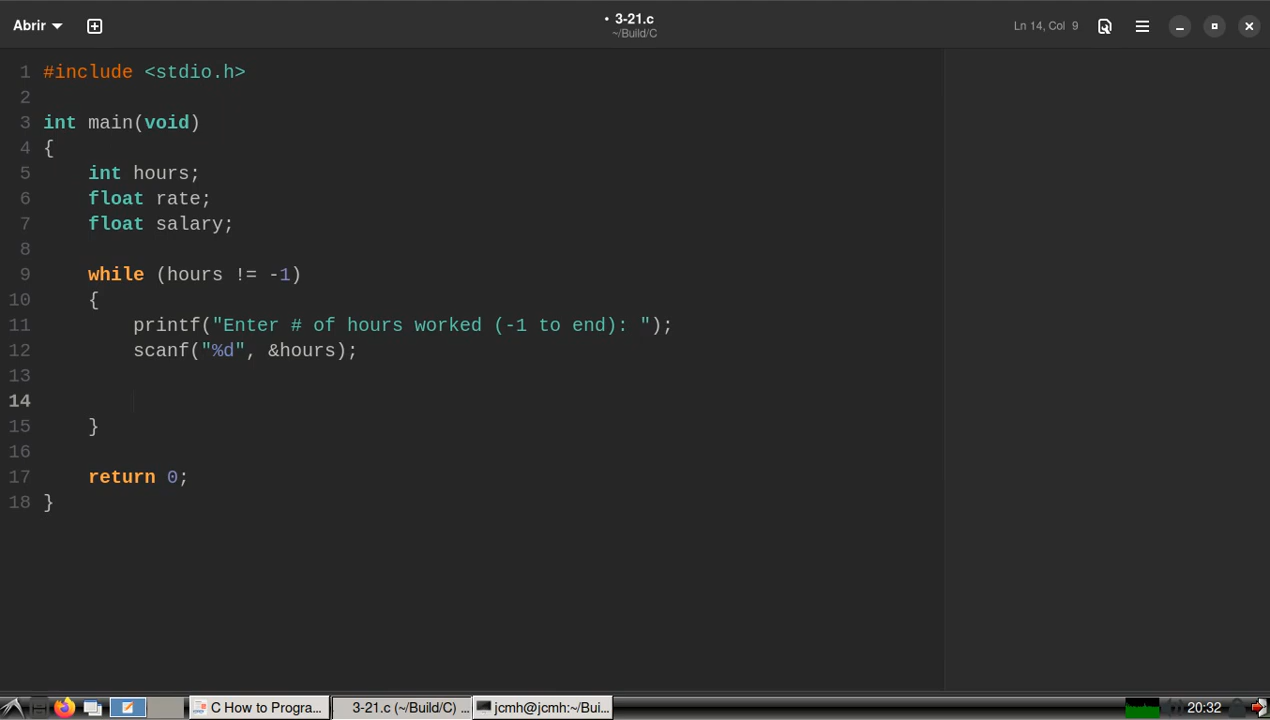 Abrir
• 3-21.c
~/Build/C
Ln 14, Col 9
1 #include <stdio.h>
2
3 int main(void)
4 {
5 int hours;
6 float rate;
7 float salary;
8
9 while (hours != -1)
10 {
11 printf("Enter # of hours worked (-1 to end): ");
12 scanf("%d", &hours);
13
14
15 }
16
17 return 0;
18 }
C How to Progra...
3-21.c (~/Build/C) ...
jcmh@jcmh:~/Bui...
20:32